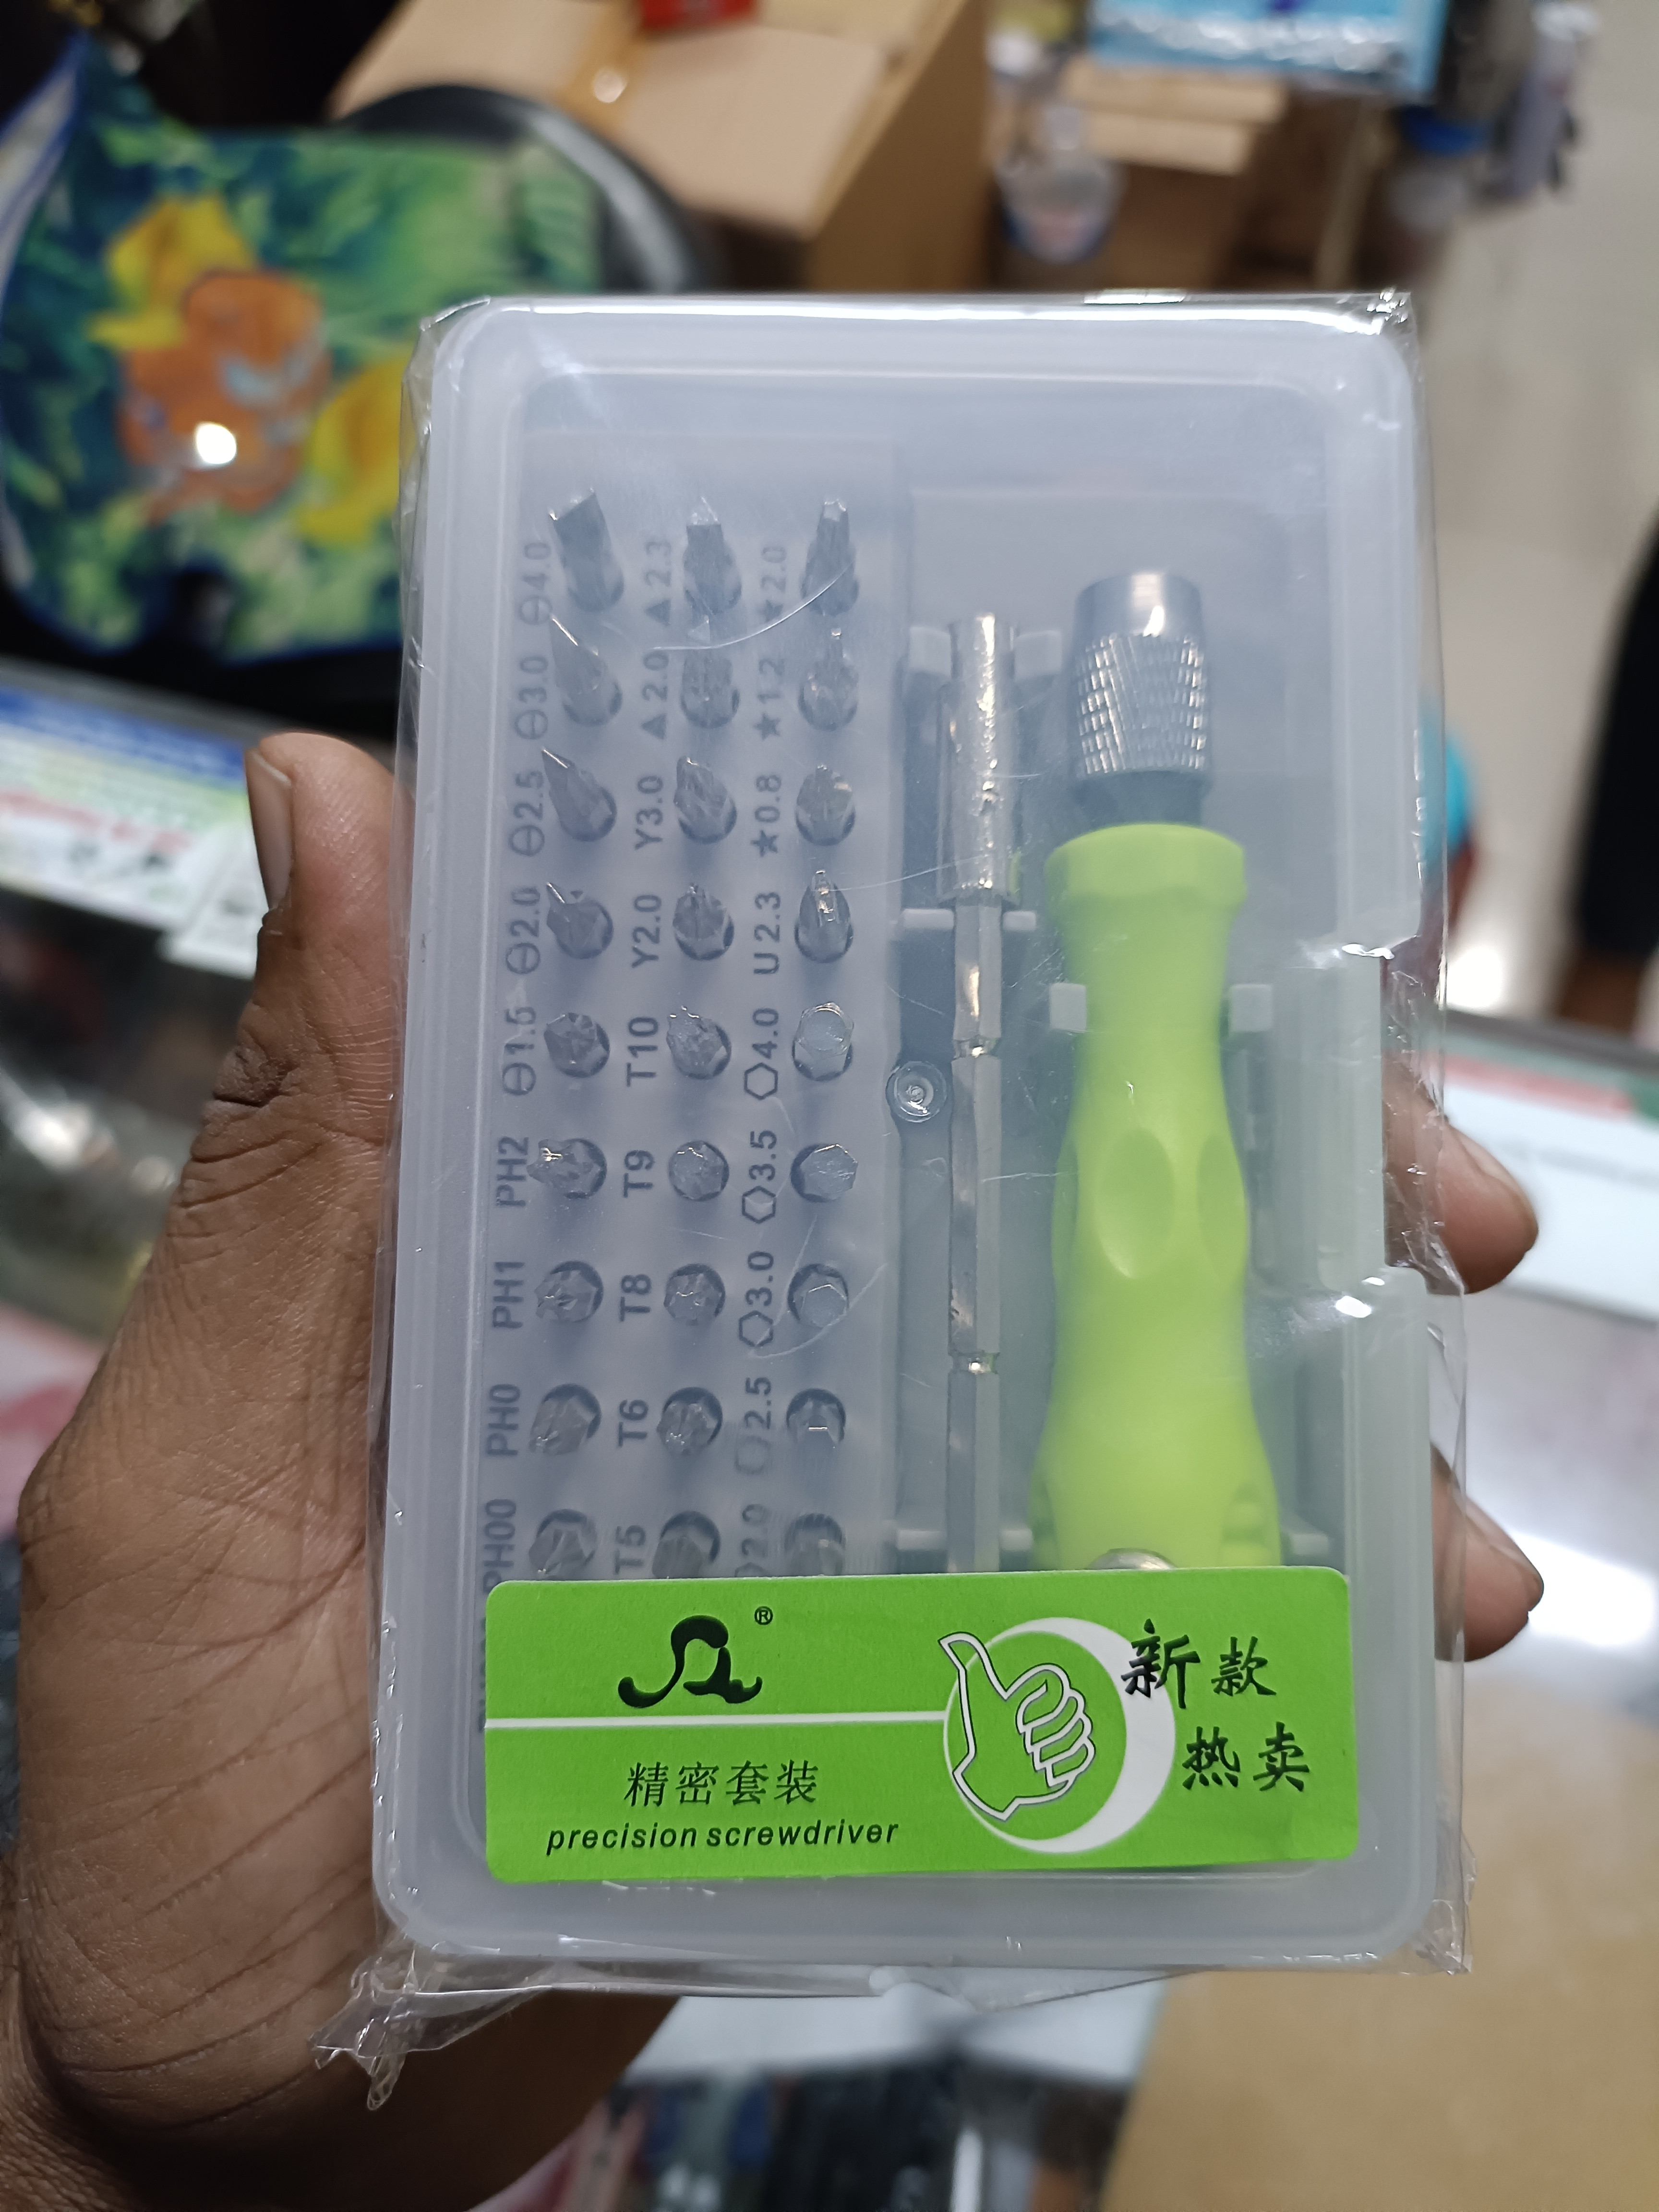 ⊖4.0 ▲2.3 ★2.0
⊖3.0 ▲2.0 ★1.2
⊖2.5 Y3.0 ★0.8
⊖2.0 Y2.0 U2.3
⊖1.5 T10 ⬡4.0
PH2 T9 ⬡3.5
PH1 T8 ⬡3.0
PH0 T6 ⬡2.5
PH00 T5 2.0
®
精密套装
precision screwdriver
新款
热卖